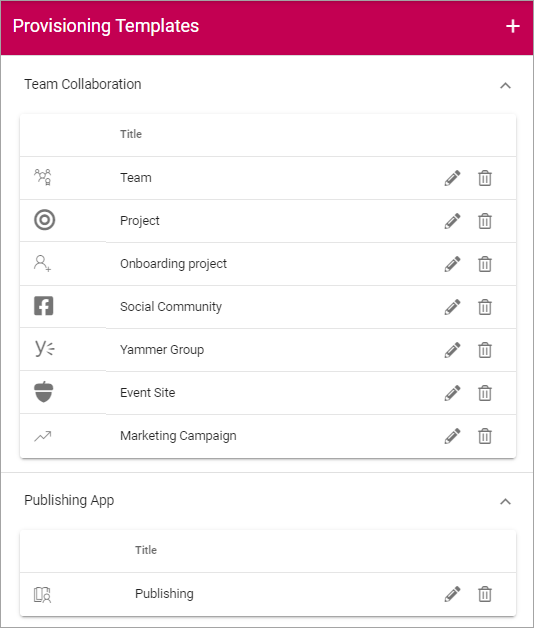 Provisioning Templates
Team Collaboration
Title
Team
Project
Onboarding project
Social Community
Yammer Group
Event Site
Marketing Campaign
Publishing App
Title
Publishing